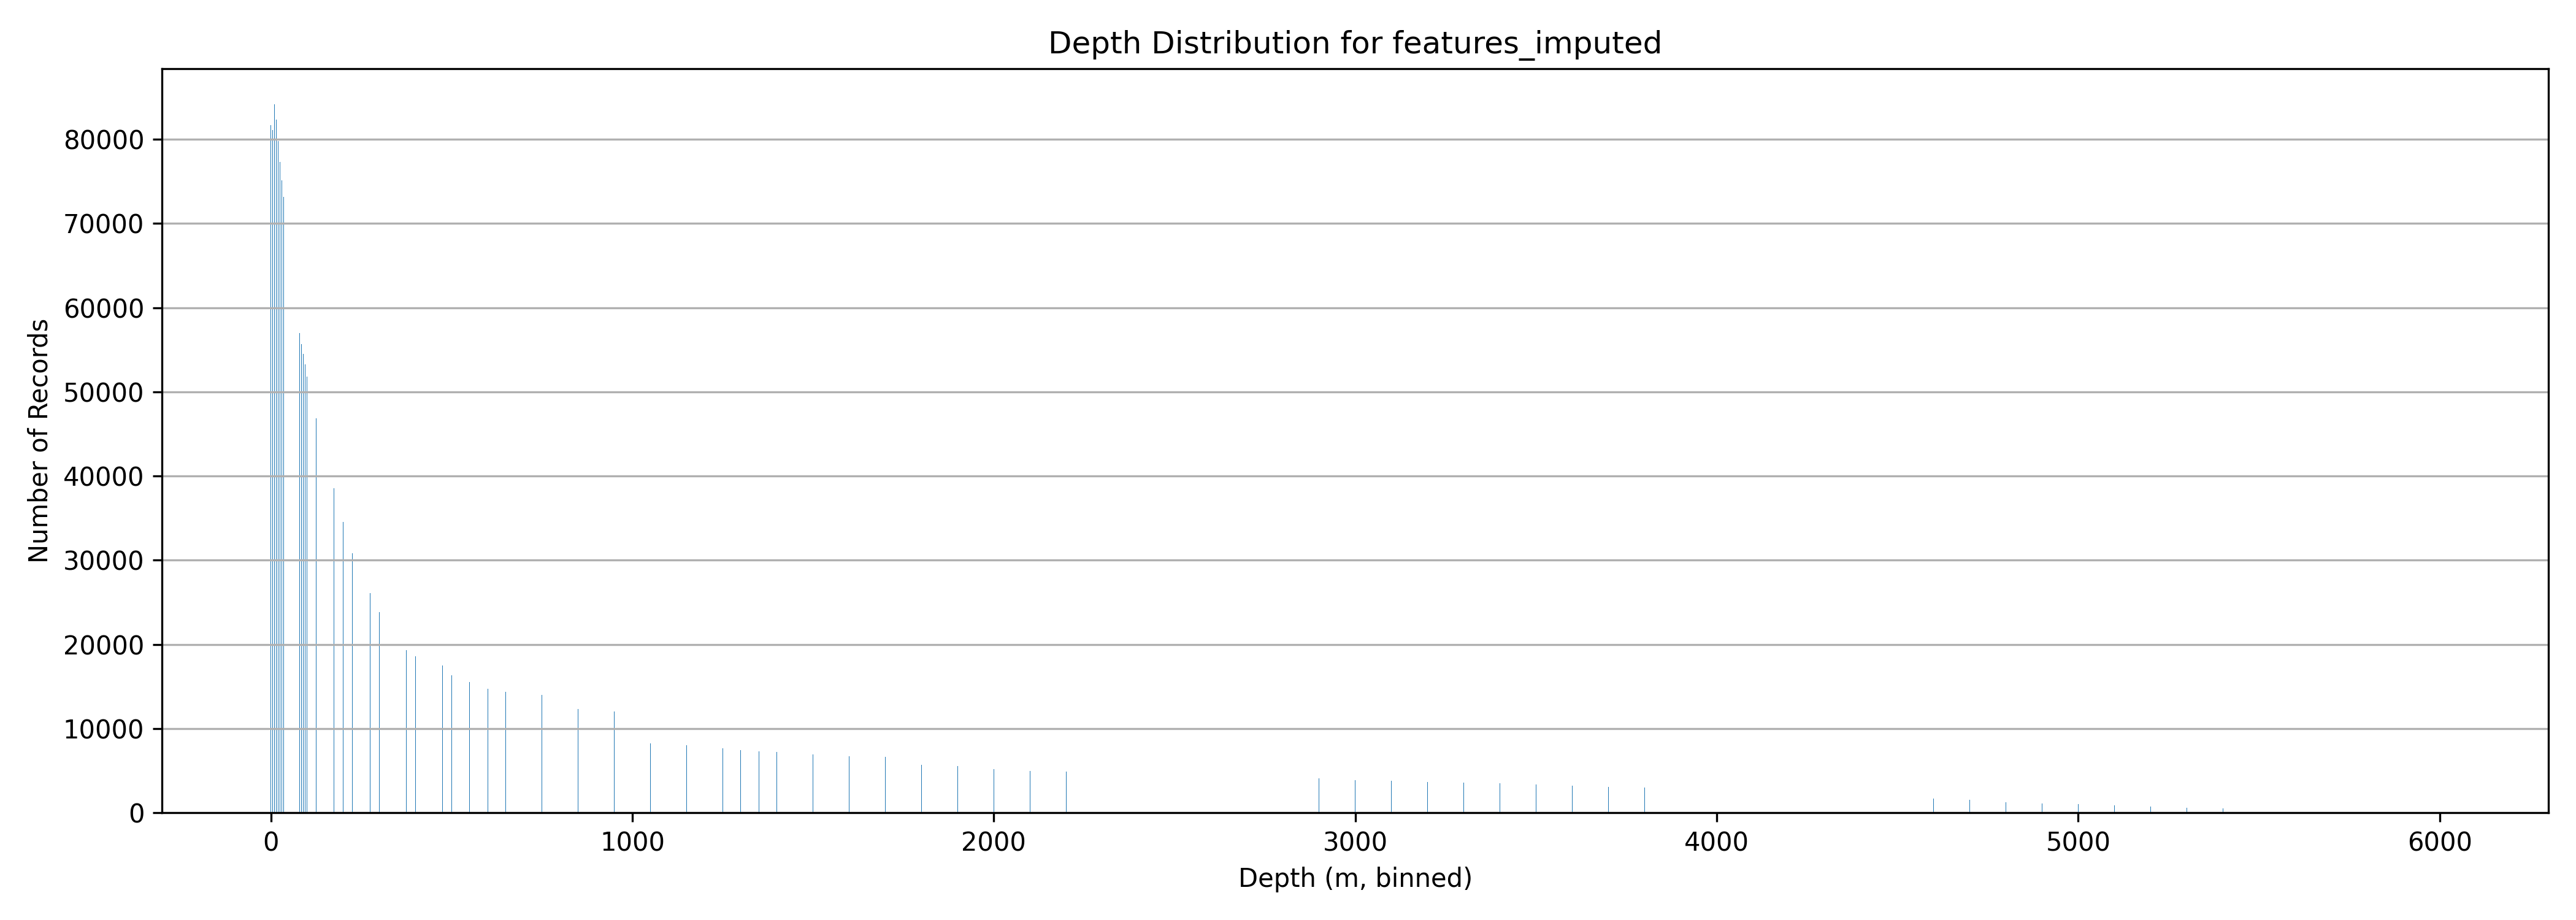 Depth Distribution for features_imputed
Number of Records
80000
70000
60000
50000
40000
30000
20000
10000
0
0 1000 2000 3000 4000 5000 6000
Depth (m, binned)